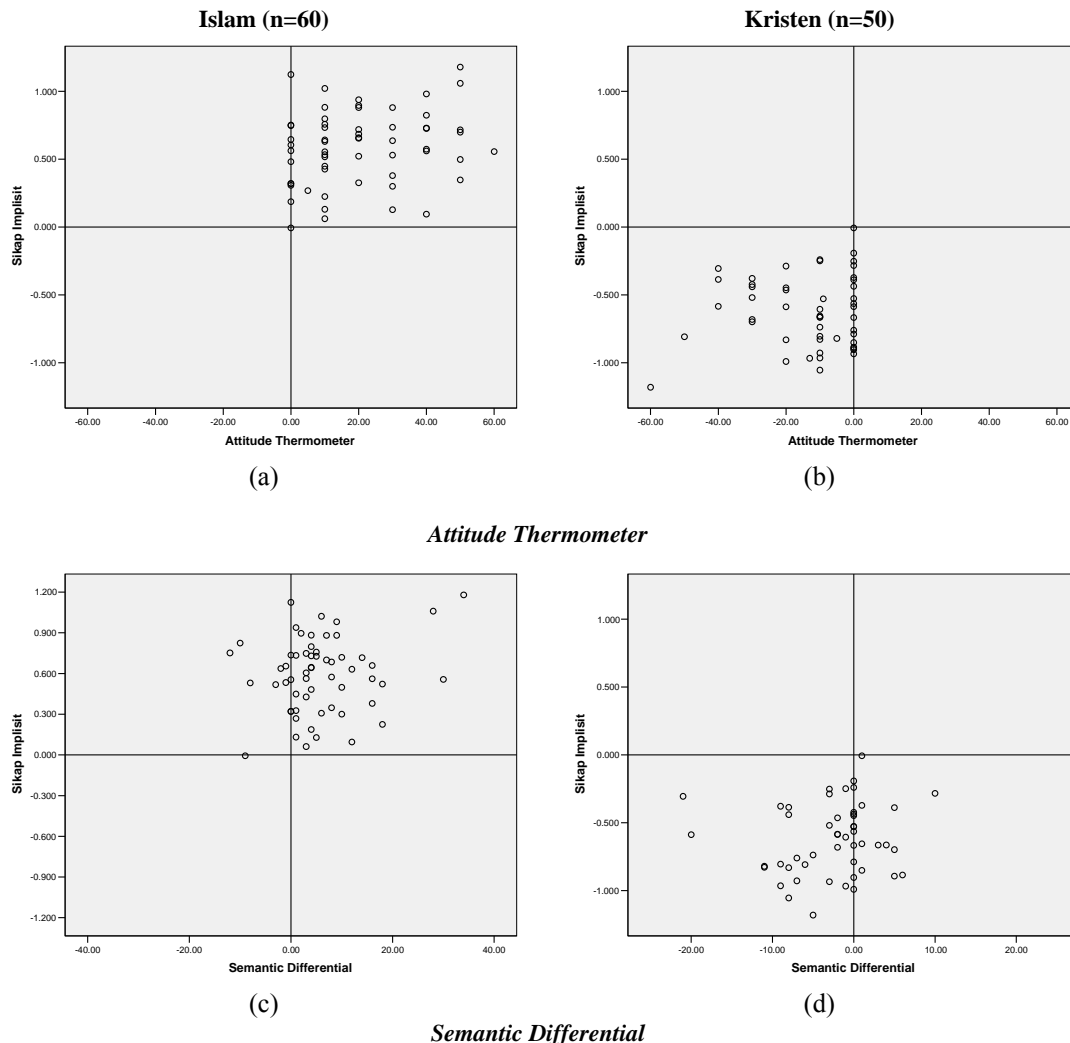 Islam (n=60)
Kristen (n=50)
Sikap Implisit
1.000
0.500
0.000
-0.500
-1.000
-60.00 -40.00 -20.00 0.00 20.00 40.00 60.00
Attitude Thermometer
(a)
Sikap Implisit
1.000
0.500
0.000
-0.500
-1.000
-60.00 -40.00 -20.00 0.00 20.00 40.00 60.00
Attitude Thermometer
(b)
Attitude Thermometer
Sikap Implisit
1.200
0.900
0.600
0.300
0.000
-0.300
-0.600
-0.900
-1.200
-40.00 -20.00 0.00 20.00 40.00
Semantic Differential
(c)
Sikap Implisit
1.000
0.500
0.000
-0.500
-1.000
-20.00 -10.00 0.00 10.00 20.00
Semantic Differential
(d)
Semantic Differential